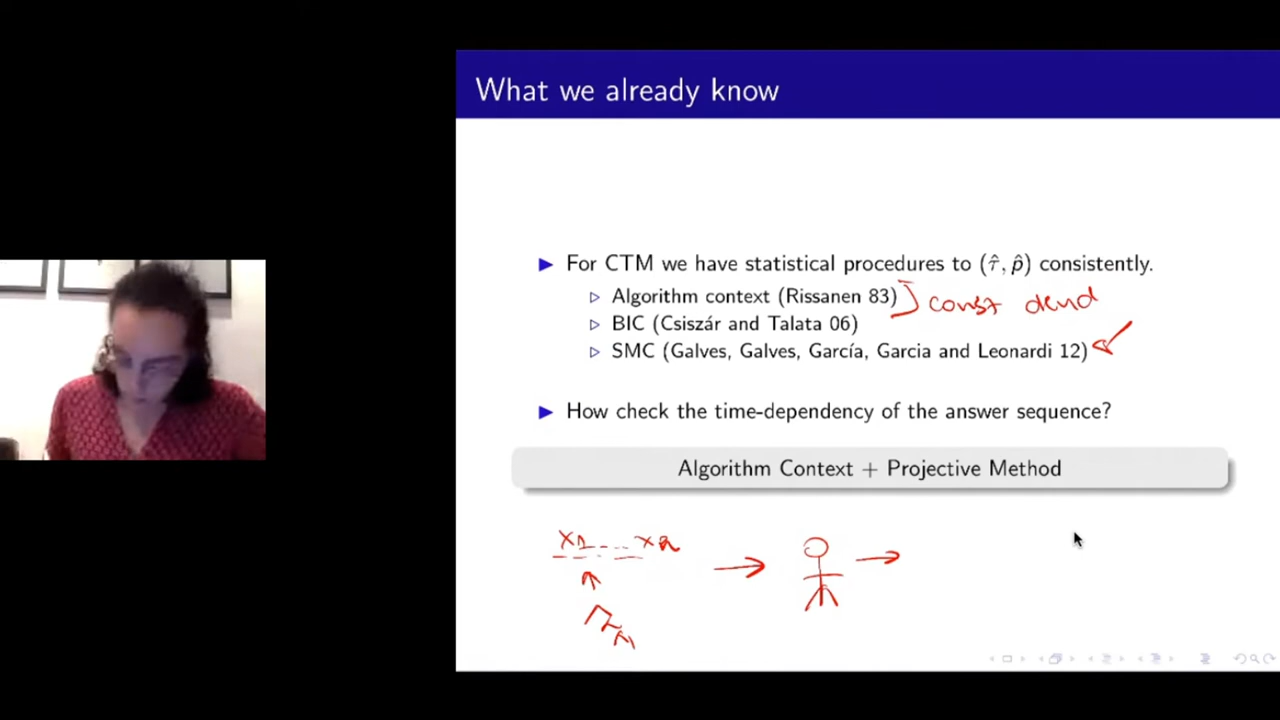 What we already know
▶ For CTM we have statistical procedures to (τ̂, p̂) consistently.
▷ Algorithm context (Rissanen 83)
▷ BIC (Csiszár and Talata 06)
▷ SMC (Galves, Galves, García, Garcia and Leonardi 12)
▶ How check the time-dependency of the answer sequence?
Algorithm Context + Projective Method